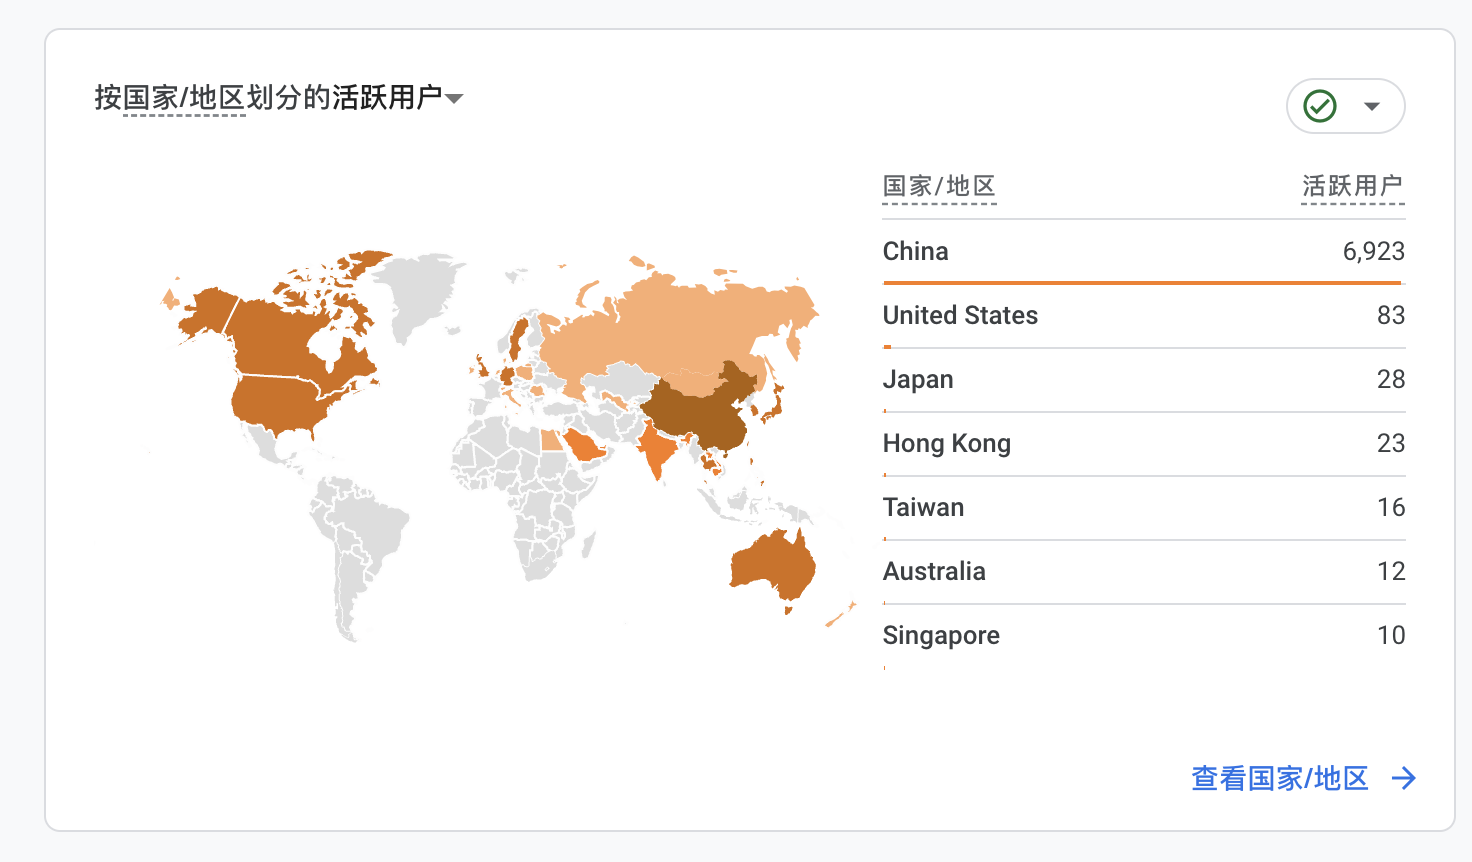 按国家/地区划分的活跃用户
国家/地区 活跃用户
China 6,923
United States 83
Japan 28
Hong Kong 23
Taiwan 16
Australia 12
Singapore 10
查看国家/地区